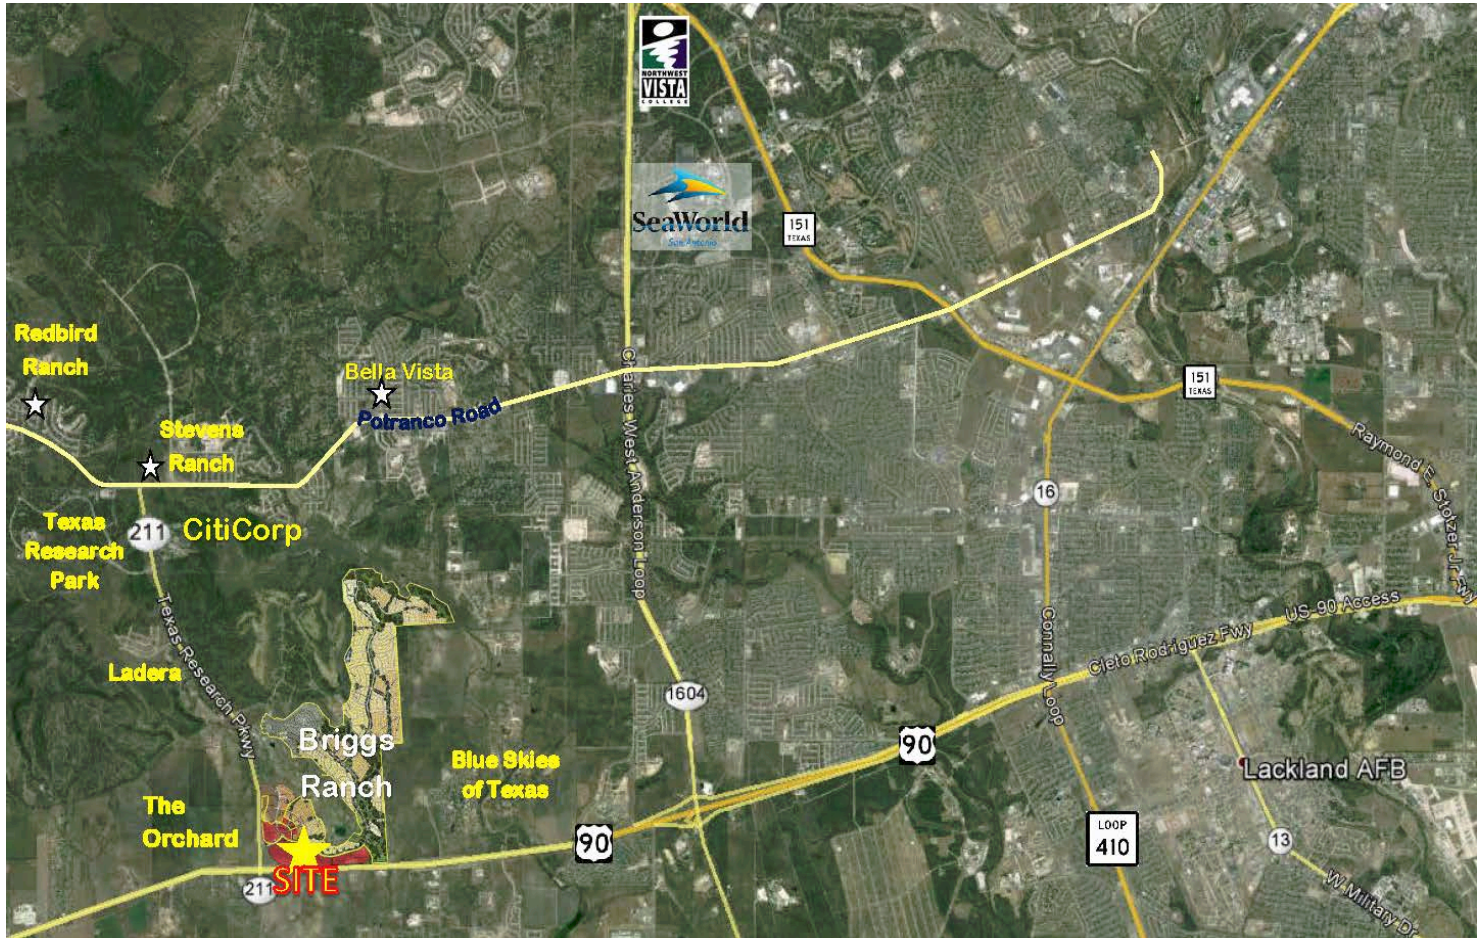 NORTHWEST
VISTA
COLLEGE
SeaWorld
San Antonio
151
TEXAS
Redbird
Ranch
Bella Vista
Potranco Road
Charles West Anderson Loop
151
TEXAS
Stevens
Ranch
Raymond E. Stotzer Jr Fwy
16
Texas
Research
Park
211
CitiCorp
Texas Research Pkwy
Connally Loop
Cleto Rodriguez Fwy
US-90 Access
Ladera
1604
Briggs
Ranch
Blue Skies
of Texas
90
Lackland AFB
The
Orchard
90
LOOP
410
13
211
SITE
W Military Dr